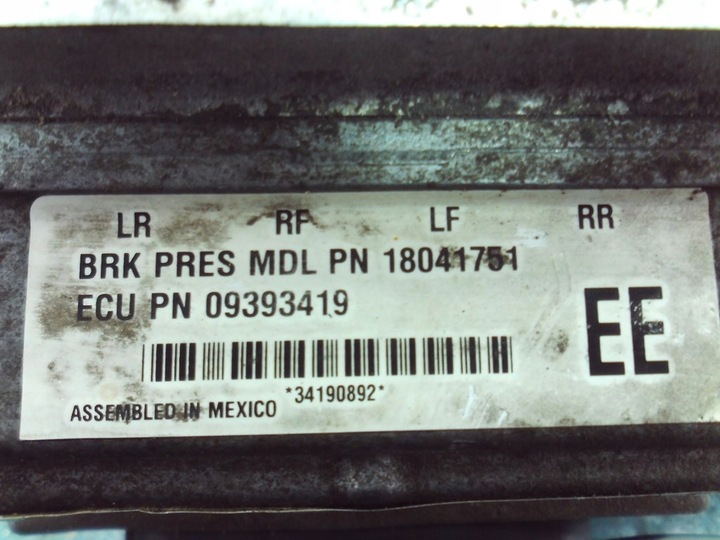 LR RF LF RR
BRK PRES MDL PN 18041751
ECU PN 09393419
EE
*34190892*
ASSEMBLED IN MEXICO